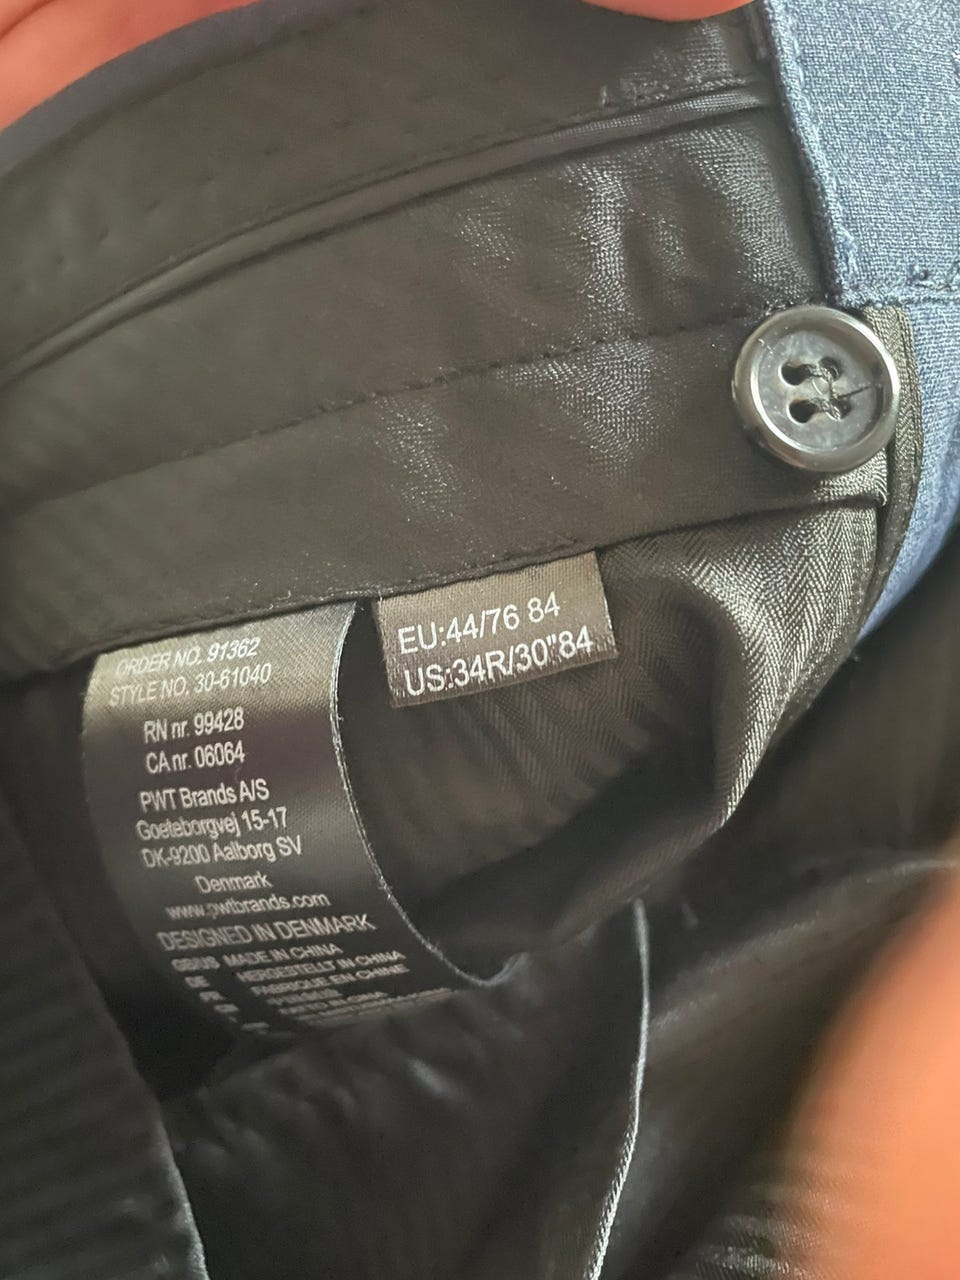 ORDER NO. 91362
STYLE NO. 30-61040
RN nr. 99428
CA nr. 06064
PWT Brands A/S
Goeteborgvej 15-17
DK-9200 Aalborg SV
Denmark
www.pwtbrands.com
DESIGNED IN DENMARK
MADE IN CHINA
DE HERGESTELLT IN CHINA
FR FABRIQUE EN CHINE
EU:44/76 84
US:34R/30"84